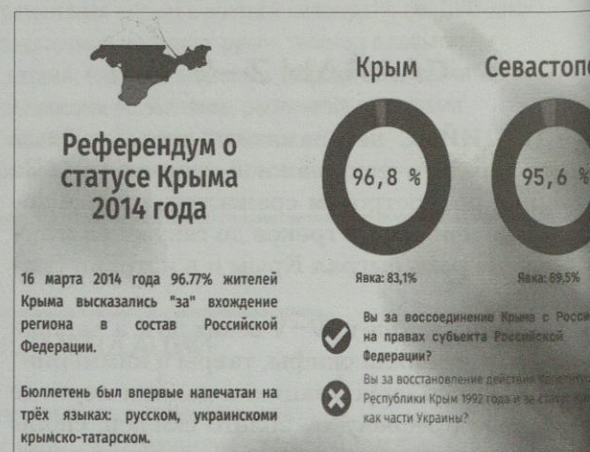 Крым
Севастоп
96,8 %
95,6 %
Явка: 83,1%
Явка: 89,5%
Референдум о
статусе Крыма
2014 года
16 марта 2014 года 96.77% жителей
Крыма высказались "за" вхождение
региона в состав Российской
Федерации.
Бюллетень был впервые напечатан на
трёх языках: русском, украинскоми
крымско-татарском.
Вы за воссоединение Крыма с Росси
на правах субъекта Российской
Федерации?
Вы за восстановление действия
Республики Крым 1992 года и за статус
как части Украины?